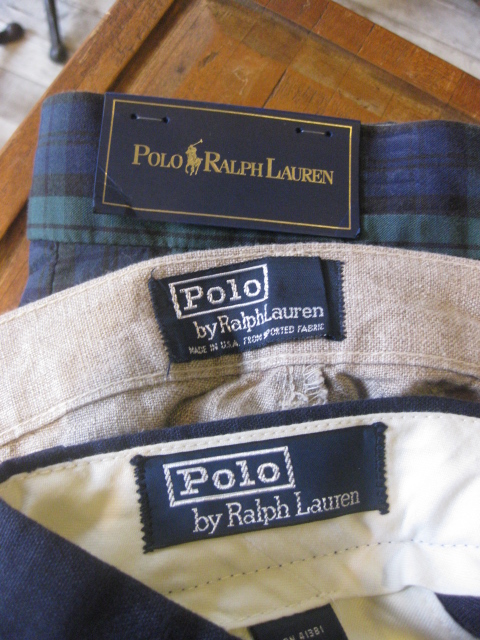 POLO RALPH LAUREN
Polo
by Ralph Lauren
MADE IN U.S.A. FROM IMPORTED FABRIC
Polo
by Ralph Lauren